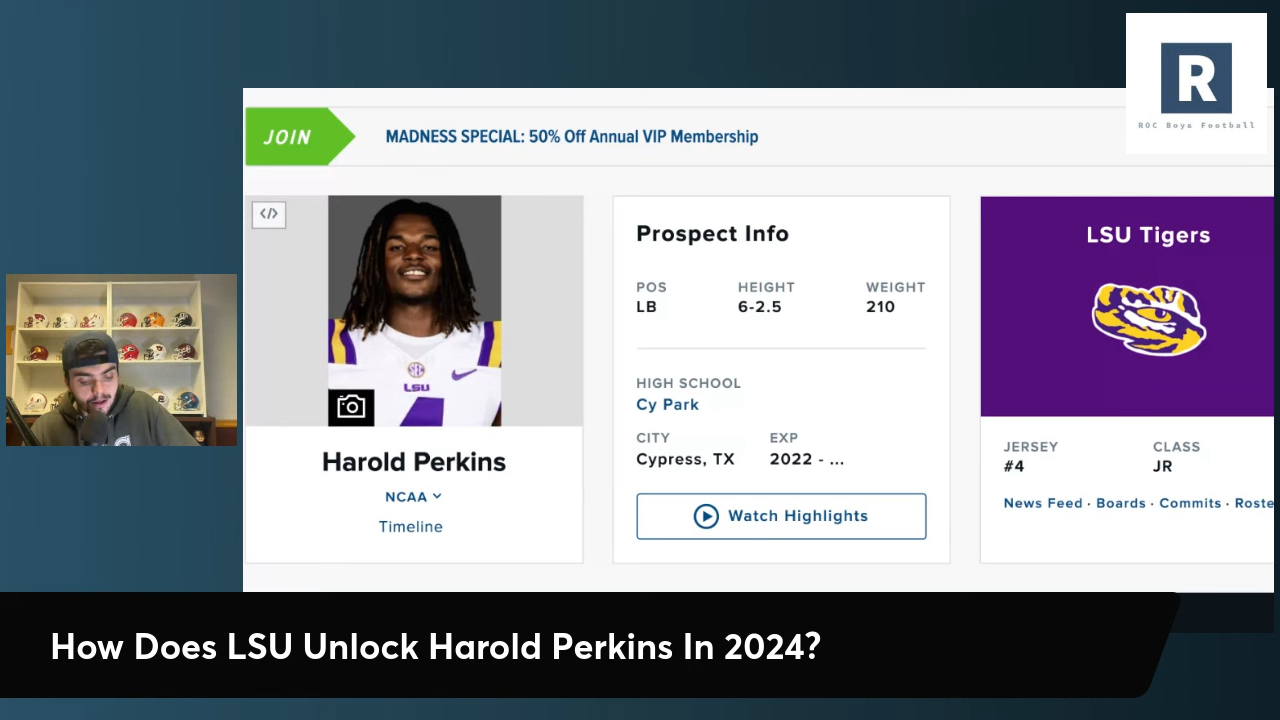 R
ROC Boys Football
JOIN
MADNESS SPECIAL: 50% Off Annual VIP Membership
</>
SEC
LSU
Harold Perkins
NCAA
Timeline
Prospect Info
POS
HEIGHT
WEIGHT
LB
6-2.5
210
HIGH SCHOOL
Cy Park
CITY
EXP
Cypress, TX
2022 - ...
Watch Highlights
LSU Tigers
JERSEY
CLASS
#4
JR
News Feed · Boards · Commits · Roste
How Does LSU Unlock Harold Perkins In 2024?